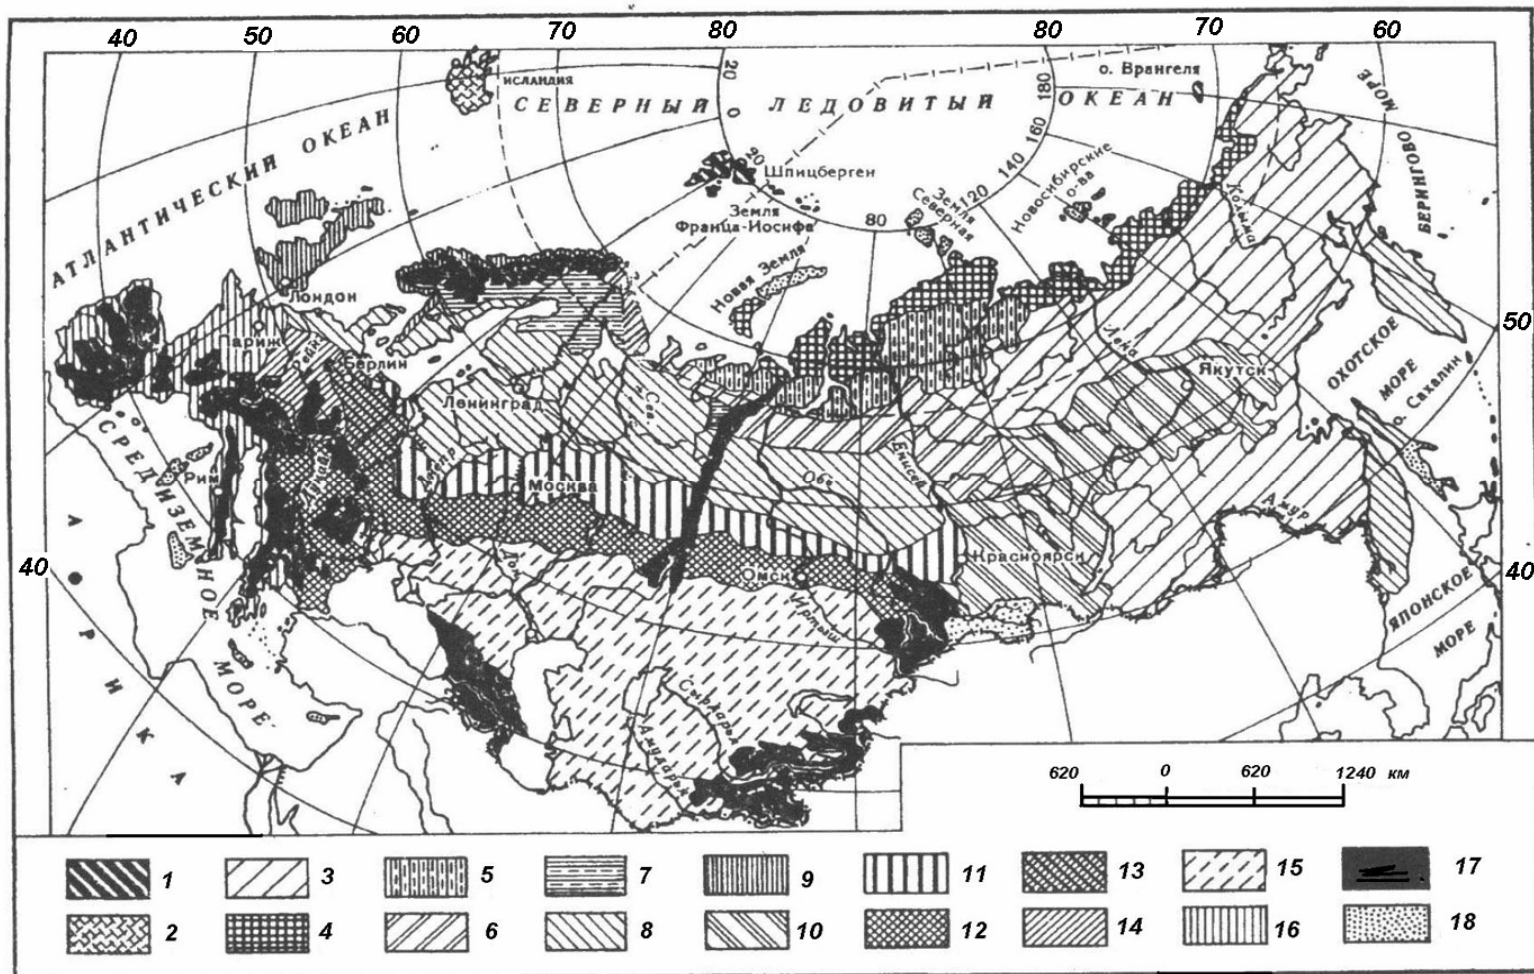 40 50 60 70 80 80 70 60
ИСЛАНДИЯ
о. Врангеля
СЕВЕРНЫЙ ЛЕДОВИТЫЙ ОКЕАН
20
0
20
180
160
140
120
80
АТЛАНТИЧЕСКИЙ ОКЕАН
БЕРИНГОВО МОРЕ
Шпицберген
Земля Франца-Иосифа
Северная Земля
Новосибирские о-ва
Новая Земля
Колыма
Лондон
Париж
Рейн
Берлин
Ленинград
Сев.
Лена
Якутск
ОХОТСКОЕ МОРЕ
о. Сахалин
50
СРЕДИЗЕМНОЕ МОРЕ
Рим
Дунай
Днепр
Москва
Обь
Енисей
Амур
Дон
Омск
Иртыш
Красноярск
40
40
ЯПОНСКОЕ МОРЕ
АФРИКА
Сырдарья
Амударья
620 0 620 1240 км
1 3 5 7 9 11 13 15 17
2 4 6 8 10 12 14 16 18